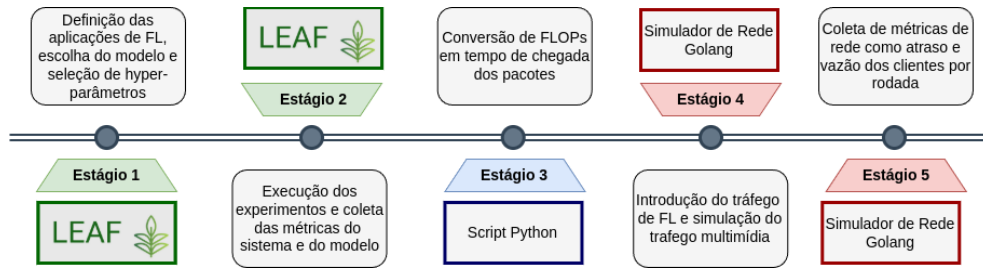 Definição das
aplicações de FL,
escolha do modelo e
seleção de hyper-
parâmetros
Estágio 1
LEAF
LEAF
Estágio 2
Execução dos
experimentos e coleta
das métricas do
sistema e do modelo
Conversão de FLOPs
em tempo de chegada
dos pacotes
Estágio 3
Script Python
Simulador de Rede
Golang
Estágio 4
Introdução do tráfego
de FL e simulação do
trafego multimídia
Coleta de métricas de
rede como atraso e
vazão dos clientes por
rodada
Estágio 5
Simulador de Rede
Golang